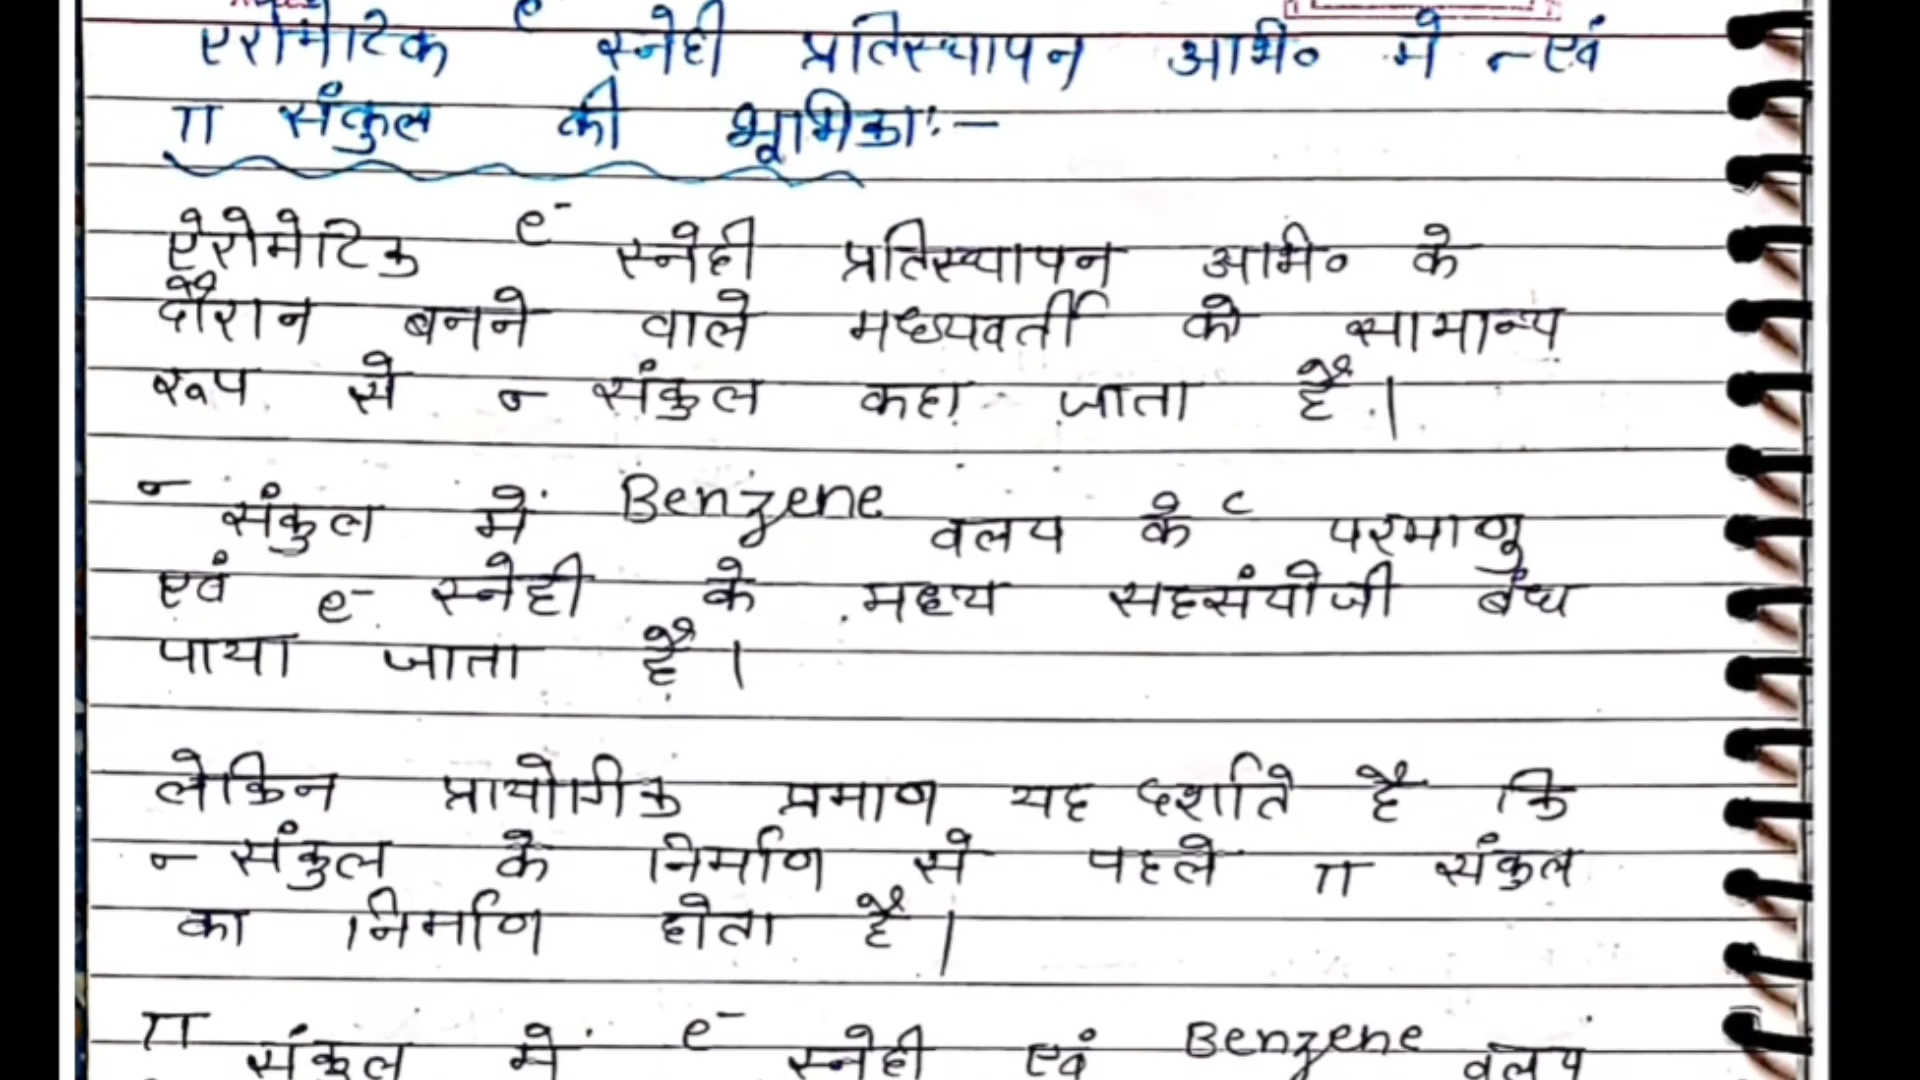 एरोमेटिक e स्नेही प्रतिस्थापन अभि० मे σ एवं
π संकुल की भूमिका:-
ऐरोमेटिक e⁻ स्नेही प्रतिस्थापन अभि० के
दौरान बनने वाले मध्यवर्ती को सामान्य
रूप से σ संकुल कहा जाता है।
σ संकुल में Benzene वलय के C परमाणु
एवं e⁻ स्नेही के मध्य सहसंयोजी बंध
पाया जाता है।
लेकिन प्रायोगिक प्रमाण यह दर्शाते है कि
σ संकुल के निर्माण से पहले π संकुल
का निर्माण होता है।
π संकुल में e⁻ स्नेही एवं Benzene वलय